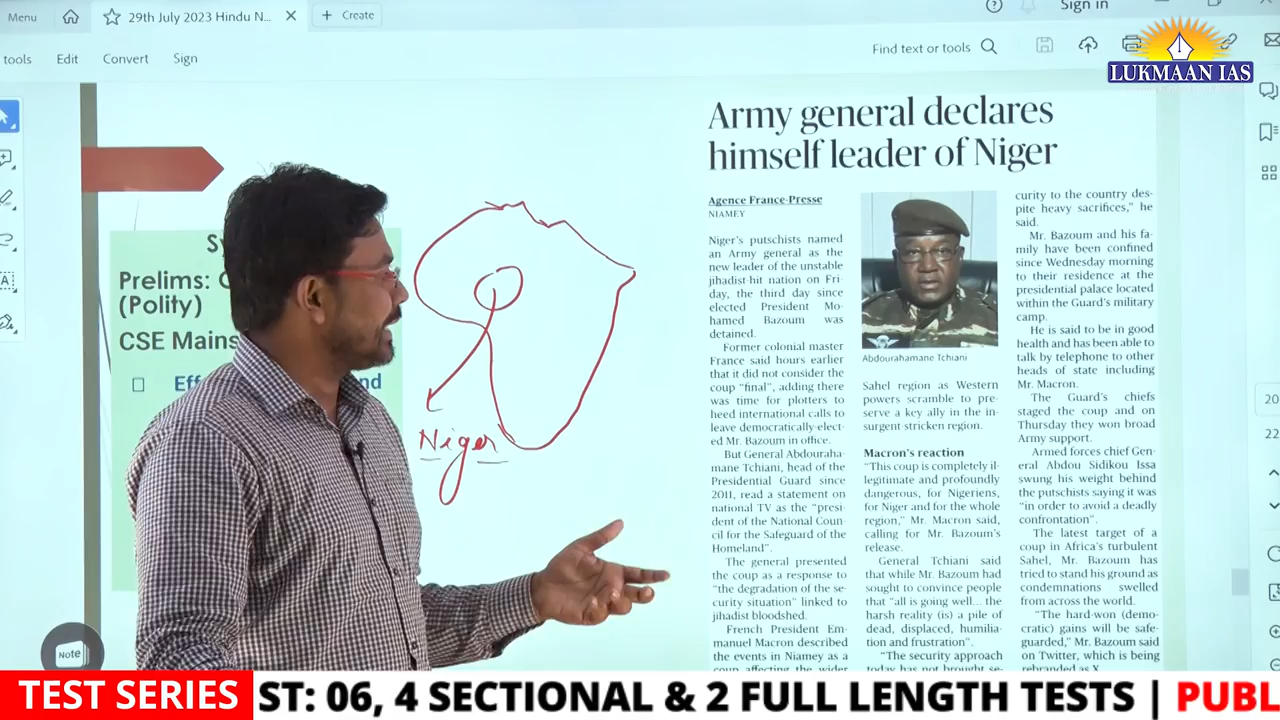 Menu
29th July 2023 Hindu N...
Create
Sign in
tools
Edit
Convert
Sign
Find text or tools
LUKMAAN IAS
Prelims:
(Polity)
CSE Mains
Niger
Army general declares
himself leader of Niger
Agence France-Presse
NIAMEY
Niger's putschists named
an Army general as the
new leader of the unstable
jihadist-hit nation on Fri-
day, the third day since
elected President Mo-
hamed Bazoum was
detained.
Former colonial master
France said hours earlier
that it did not consider the
coup "final", adding there
was time for plotters to
heed international calls to
leave democratically-elect-
ed Mr. Bazoum in office.
But General Abdouraha-
mane Tchiani, head of the
Presidential Guard since
2011, read a statement on
national TV as the "presi-
dent of the National Coun-
cil for the Safeguard of the
Homeland".
The general presented
the coup as a response to
"the degradation of the se-
curity situation" linked to
jihadist bloodshed.
French President Em-
manuel Macron described
the events in Niamey as a
coup affecting the wider
Abdourahamane Tchiani
Sahel region as Western
powers scramble to pre-
serve a key ally in the in-
surgent-stricken region.
Macron's reaction
"This coup is completely il-
legitimate and profoundly
dangerous, for Nigeriens,
for Niger and for the whole
region," Mr. Macron said,
calling for Mr. Bazoum's
release.
General Tchiani said
that while Mr. Bazoum had
sought to convince people
that "all is going well... the
harsh reality (is) a pile of
dead, displaced, humilia-
tion and frustration".
"The security approach
today has not brought se-
curity to the country des-
pite heavy sacrifices," he
said.
Mr. Bazoum and his fa-
mily have been confined
since Wednesday morning
to their residence at the
presidential palace located
within the Guard's military
camp.
He is said to be in good
health and has been able to
talk by telephone to other
heads of state including
Mr. Macron.
The Guard's chiefs
staged the coup and on
Thursday they won broad
Army support.
Armed forces chief Gen-
eral Abdou Sidikou Issa
swung his weight behind
the putschists saying it was
"in order to avoid a deadly
confrontation".
The latest target of a
coup in Africa's turbulent
Sahel, Mr. Bazoum has
tried to stand his ground as
condemnations swelled
from across the world.
"The hard-won (demo-
cratic) gains will be safe-
guarded," Mr. Bazoum said
on Twitter, which is being
rebranded as X.
20
22
Note
TEST SERIES
ST: 06, 4 SECTIONAL & 2 FULL LENGTH TESTS | PUBL